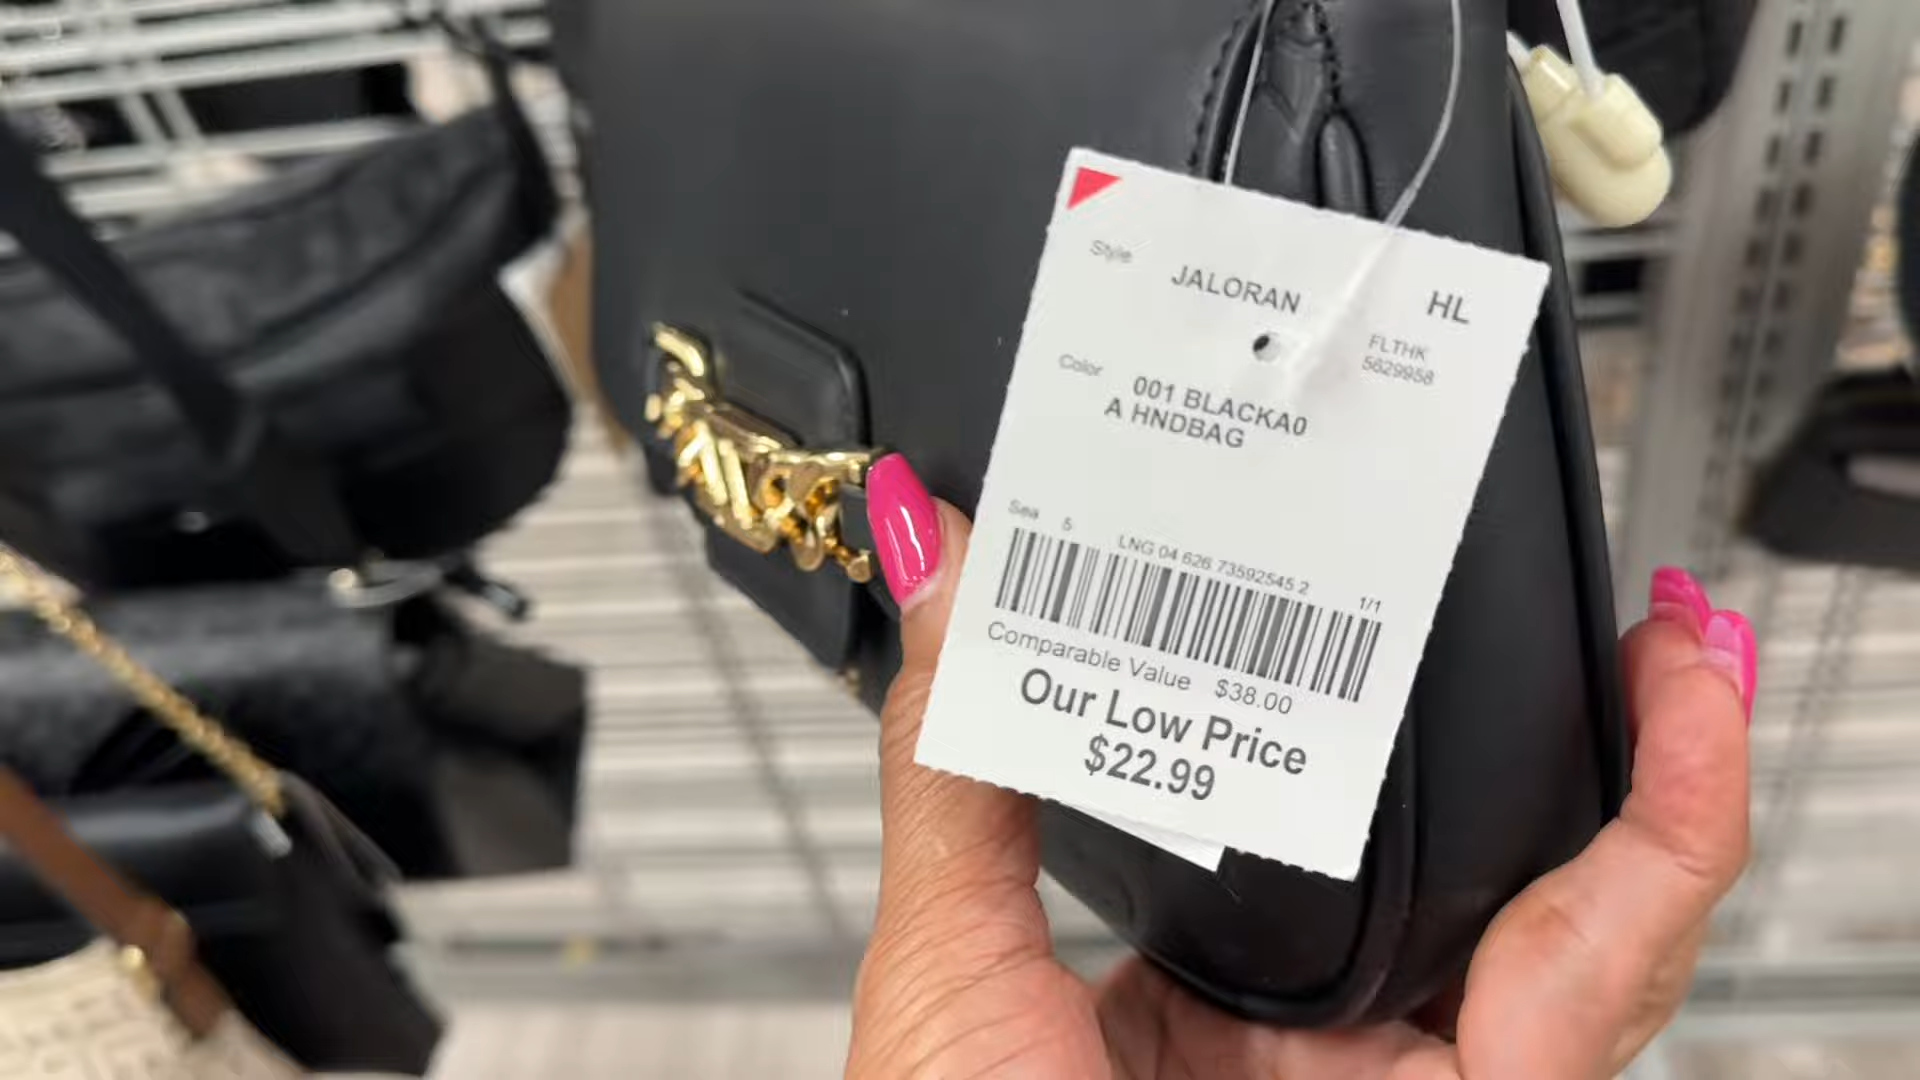 Style
JALORAN
HL
FLTHK
5629958
Color
001 BLACKA0
A HNDBAG
Sea 5
LNG 04 626 73592545 2
1/1
Comparable Value $38.00
Our Low Price
$22.99